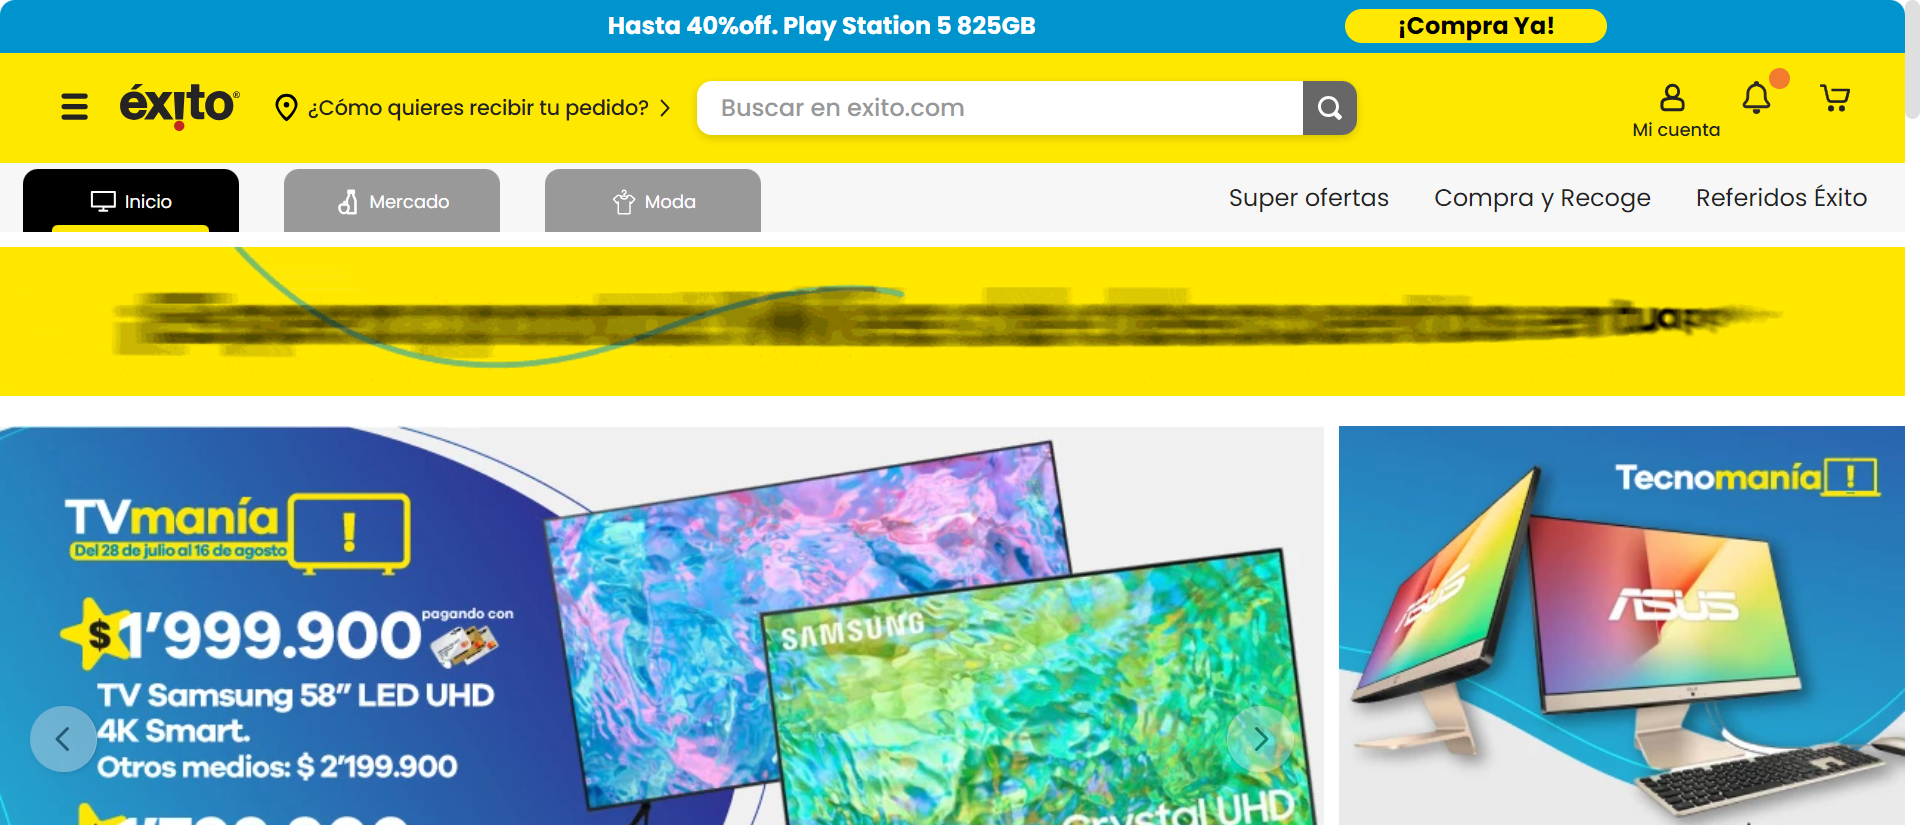 Hasta 40%off. Play Station 5 825GB
¡Compra Ya!
éxito®
¿Cómo quieres recibir tu pedido?
Buscar en exito.com
Mi cuenta
Inicio
Mercado
Moda
Super ofertas
Compra y Recoge
Referidos Éxito
TVmanía
Del 28 de julio al 16 de agosto
$1'999.900
pagando con
TV Samsung 58" LED UHD
4K Smart.
Otros medios: $ 2'199.900
SAMSUNG
Crystal UHD
Tecnomanía
ASUS
ASUS